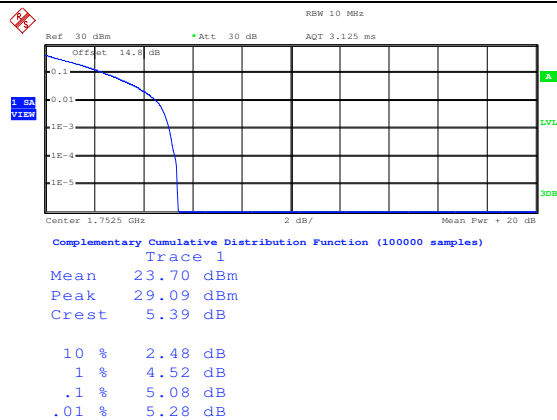 R S
RBW 10 MHz
Ref 30 dBm * Att 30 dB AQT 3.125 ms
Offset 14.8 dB
0.1
A
1 SA
VIEW
0.01
LVL
1E-3
1E-4
1E-5
3DB
Center 1.7525 GHz 2 dB/ Mean Pwr + 20 dB
Complementary Cumulative Distribution Function (100000 samples)
Trace 1
Mean 23.70 dBm
Peak 29.09 dBm
Crest 5.39 dB
10 % 2.48 dB
1 % 4.52 dB
.1 % 5.08 dB
.01 % 5.28 dB